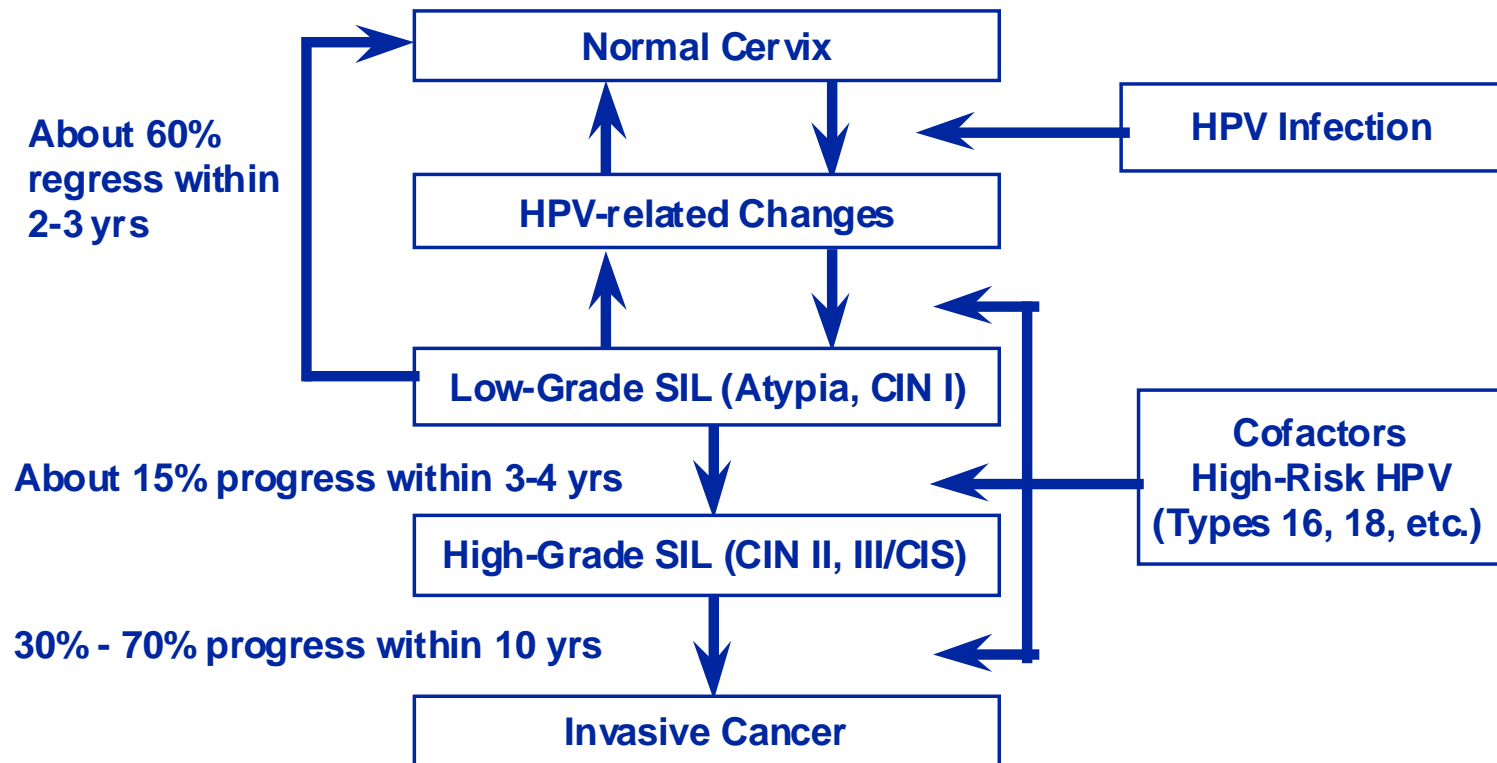 Normal Cervix
HPV Infection
About 60%
regress within
2-3 yrs
HPV-related Changes
Low-Grade SIL (Atypia, CIN I)
Cofactors
High-Risk HPV
(Types 16, 18, etc.)
About 15% progress within 3-4 yrs
High-Grade SIL (CIN II, III/CIS)
30% - 70% progress within 10 yrs
Invasive Cancer